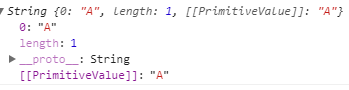 ▼ String {0: "A", length: 1, [[PrimitiveValue]]: "A"}
0: "A"
length: 1
▶ __proto__: String
[[PrimitiveValue]]: "A"